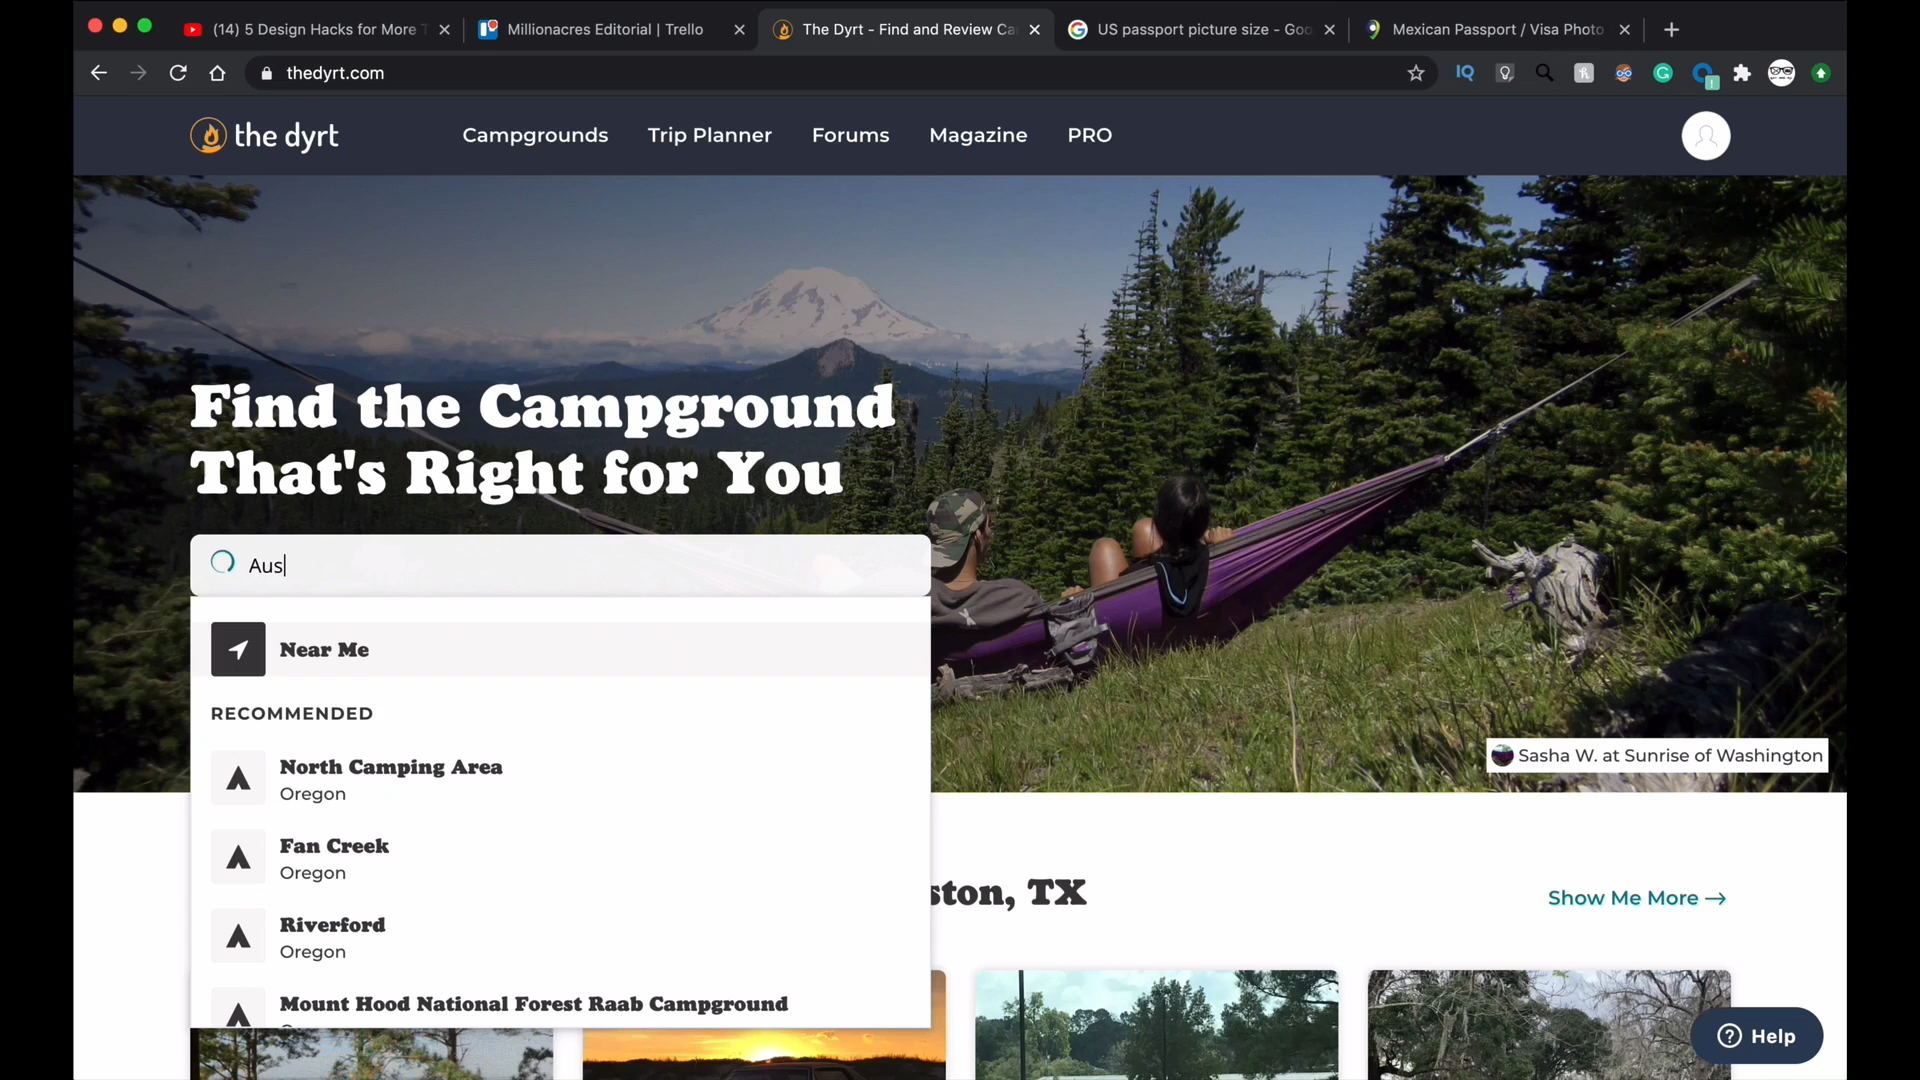 (14) 5 Design Hacks for More T
Millionacres Editorial | Trello
The Dyrt - Find and Review Ca
US passport picture size - Goo
Mexican Passport / Visa Photo
thedyrt.com
IQ
the dyrt
Campgrounds
Trip Planner
Forums
Magazine
PRO
Find the Campground
That's Right for You
Aus
Near Me
RECOMMENDED
North Camping Area
Oregon
Fan Creek
Oregon
Riverford
Oregon
Mount Hood National Forest Raab Campground
Sasha W. at Sunrise of Washington
ston, TX
Show Me More →
Help